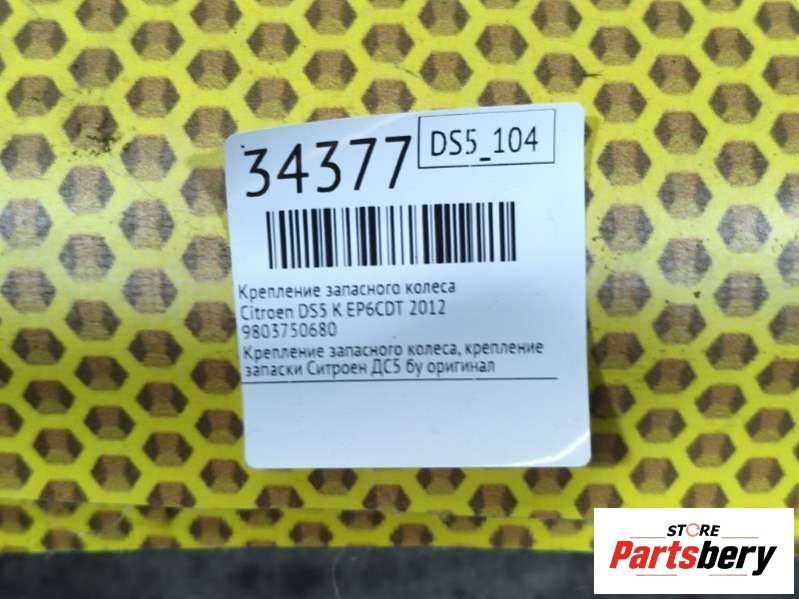 34377
DS5_104
Крепление запасного колеса
Citroen DS5 K EP6CDT 2012
9803750680
Крепление запасного колеса, крепление
запаски Ситроен ДС5 бу оригинал
STORE
Partsbery